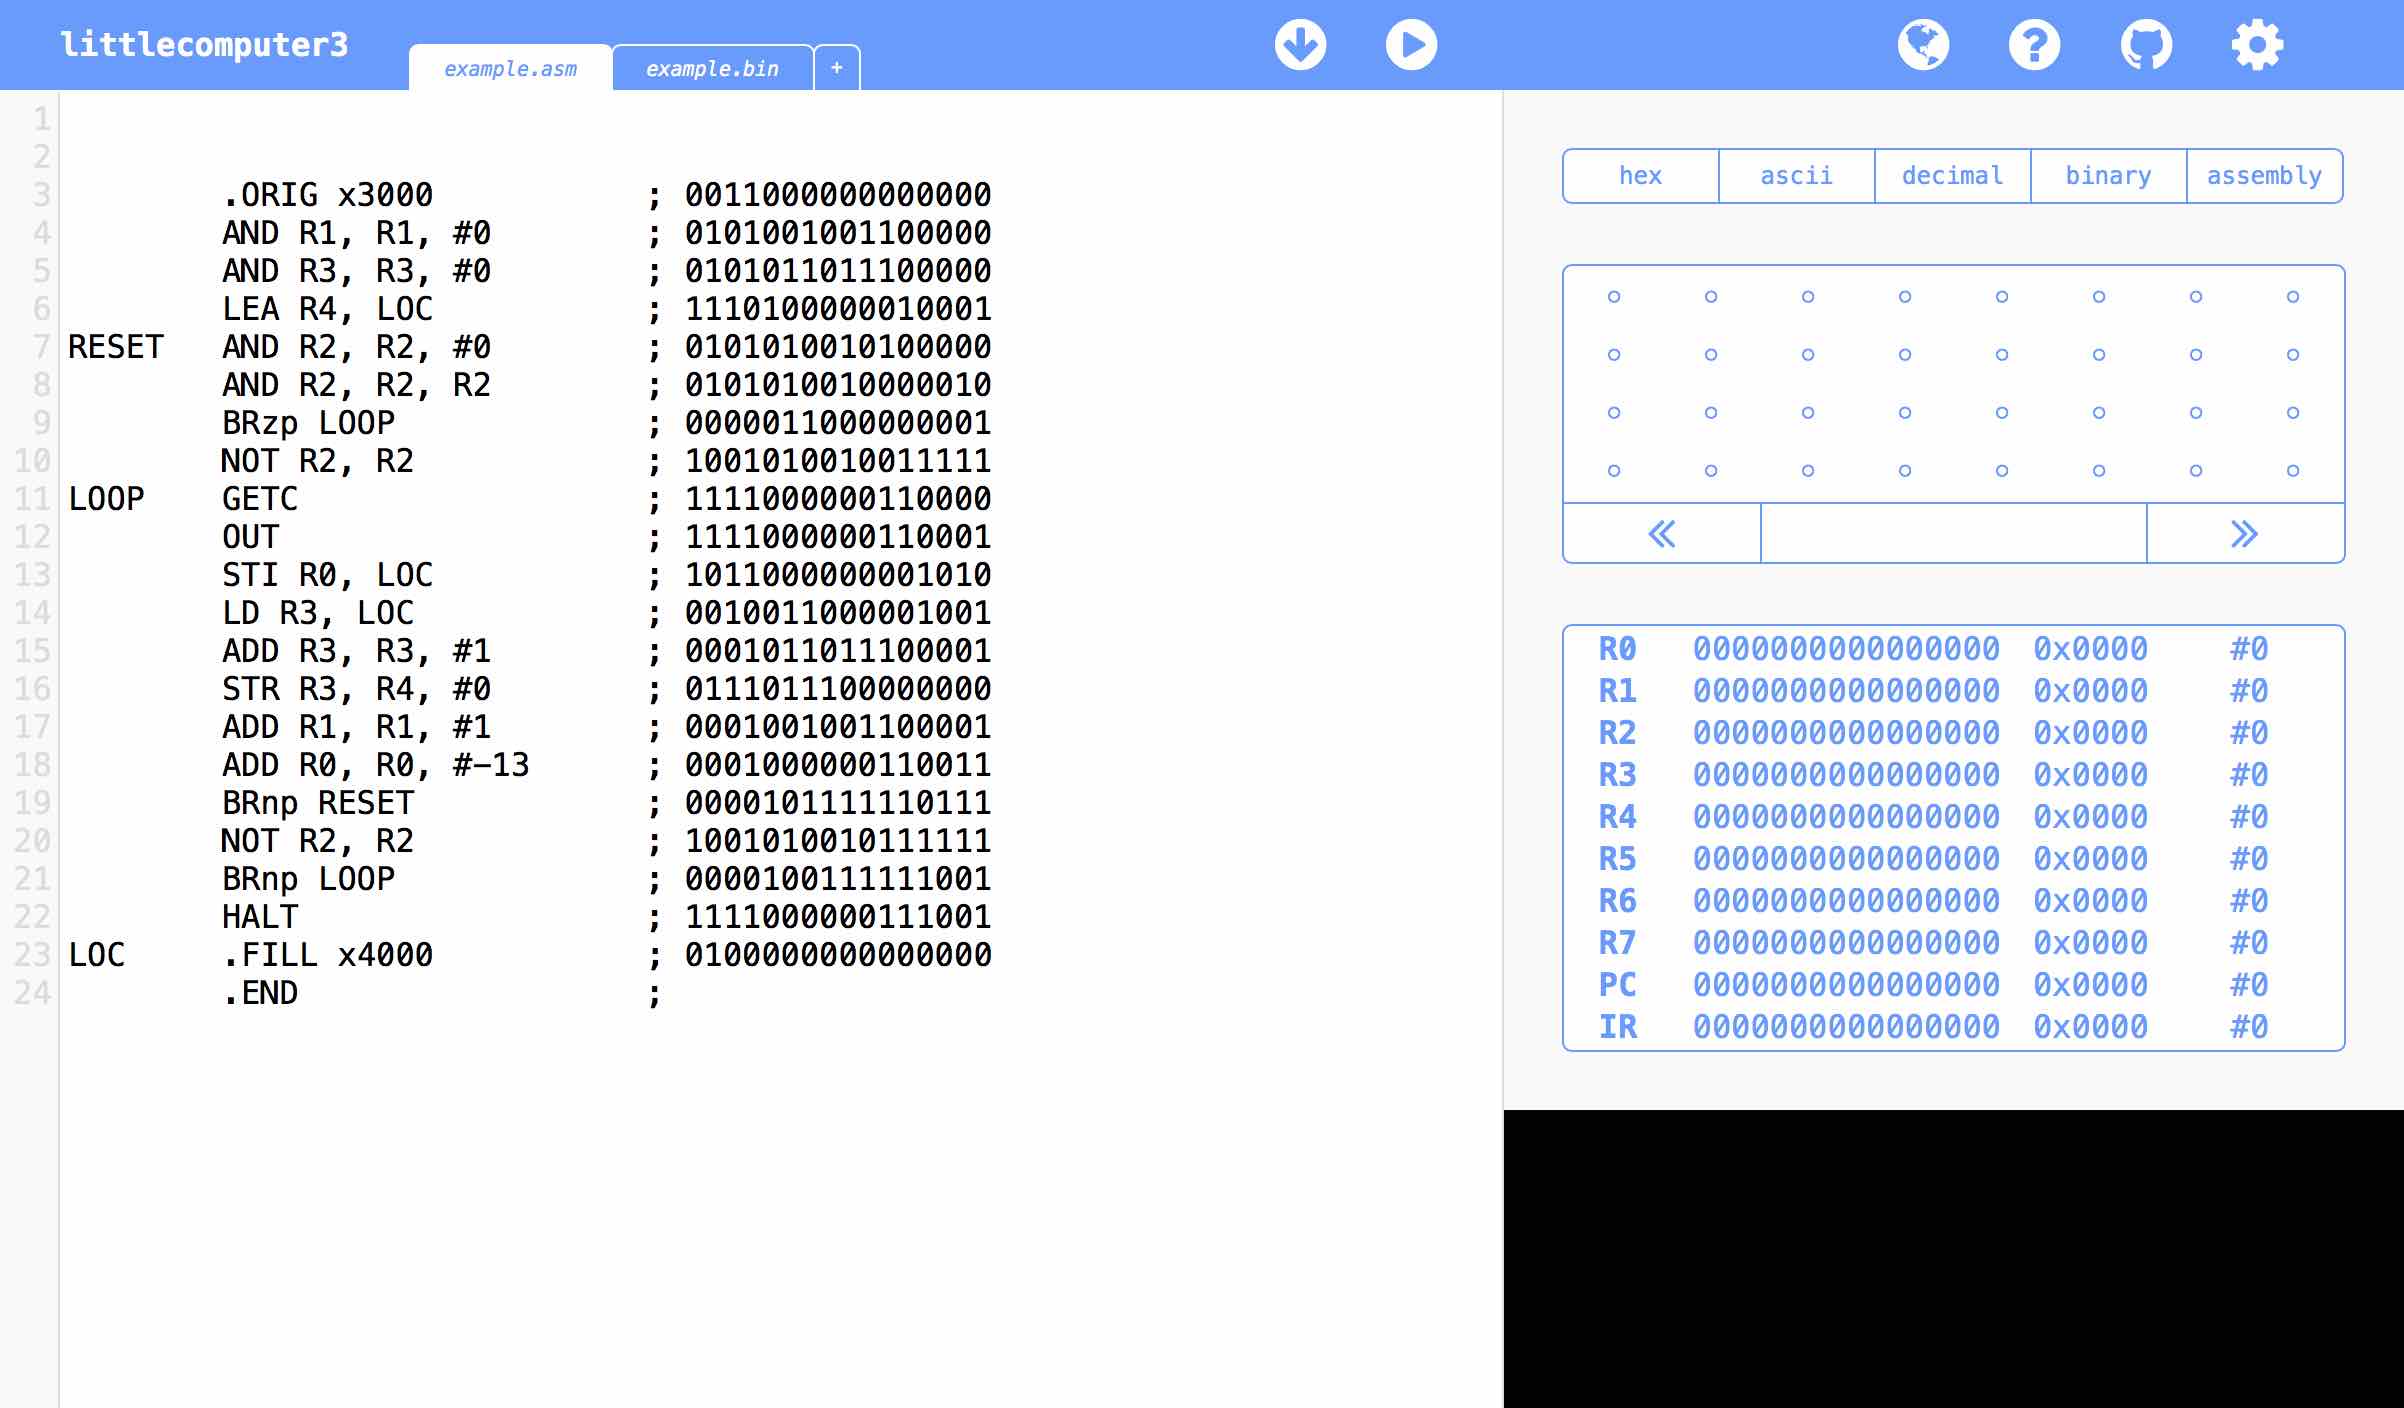 littlecomputer3
example.asm example.bin +
1
2
3 .ORIG x3000 ; 0011000000000000
4 AND R1, R1, #0 ; 0101001001100000
5 AND R3, R3, #0 ; 0101011011100000
6 LEA R4, LOC ; 1110100000010001
7 RESET AND R2, R2, #0 ; 0101010010100000
8 AND R2, R2, R2 ; 0101010010000010
9 BRzp LOOP ; 0000011000000001
10 NOT R2, R2 ; 1001010010011111
11 LOOP GETC ; 1111000000110000
12 OUT ; 1111000000110001
13 STI R0, LOC ; 1011000000001010
14 LD R3, LOC ; 0010011000001001
15 ADD R3, R3, #1 ; 0001011011100001
16 STR R3, R4, #0 ; 0111011100000000
17 ADD R1, R1, #1 ; 0001001001100001
18 ADD R0, R0, #-13 ; 0001000000110011
19 BRnp RESET ; 0000101111110111
20 NOT R2, R2 ; 1001010010111111
21 BRnp LOOP ; 0000100111111001
22 HALT ; 1111000000111001
23 LOC .FILL x4000 ; 0100000000000000
24 .END ;
hex ascii decimal binary assembly
R0 0000000000000000 0x0000 #0
R1 0000000000000000 0x0000 #0
R2 0000000000000000 0x0000 #0
R3 0000000000000000 0x0000 #0
R4 0000000000000000 0x0000 #0
R5 0000000000000000 0x0000 #0
R6 0000000000000000 0x0000 #0
R7 0000000000000000 0x0000 #0
PC 0000000000000000 0x0000 #0
IR 0000000000000000 0x0000 #0